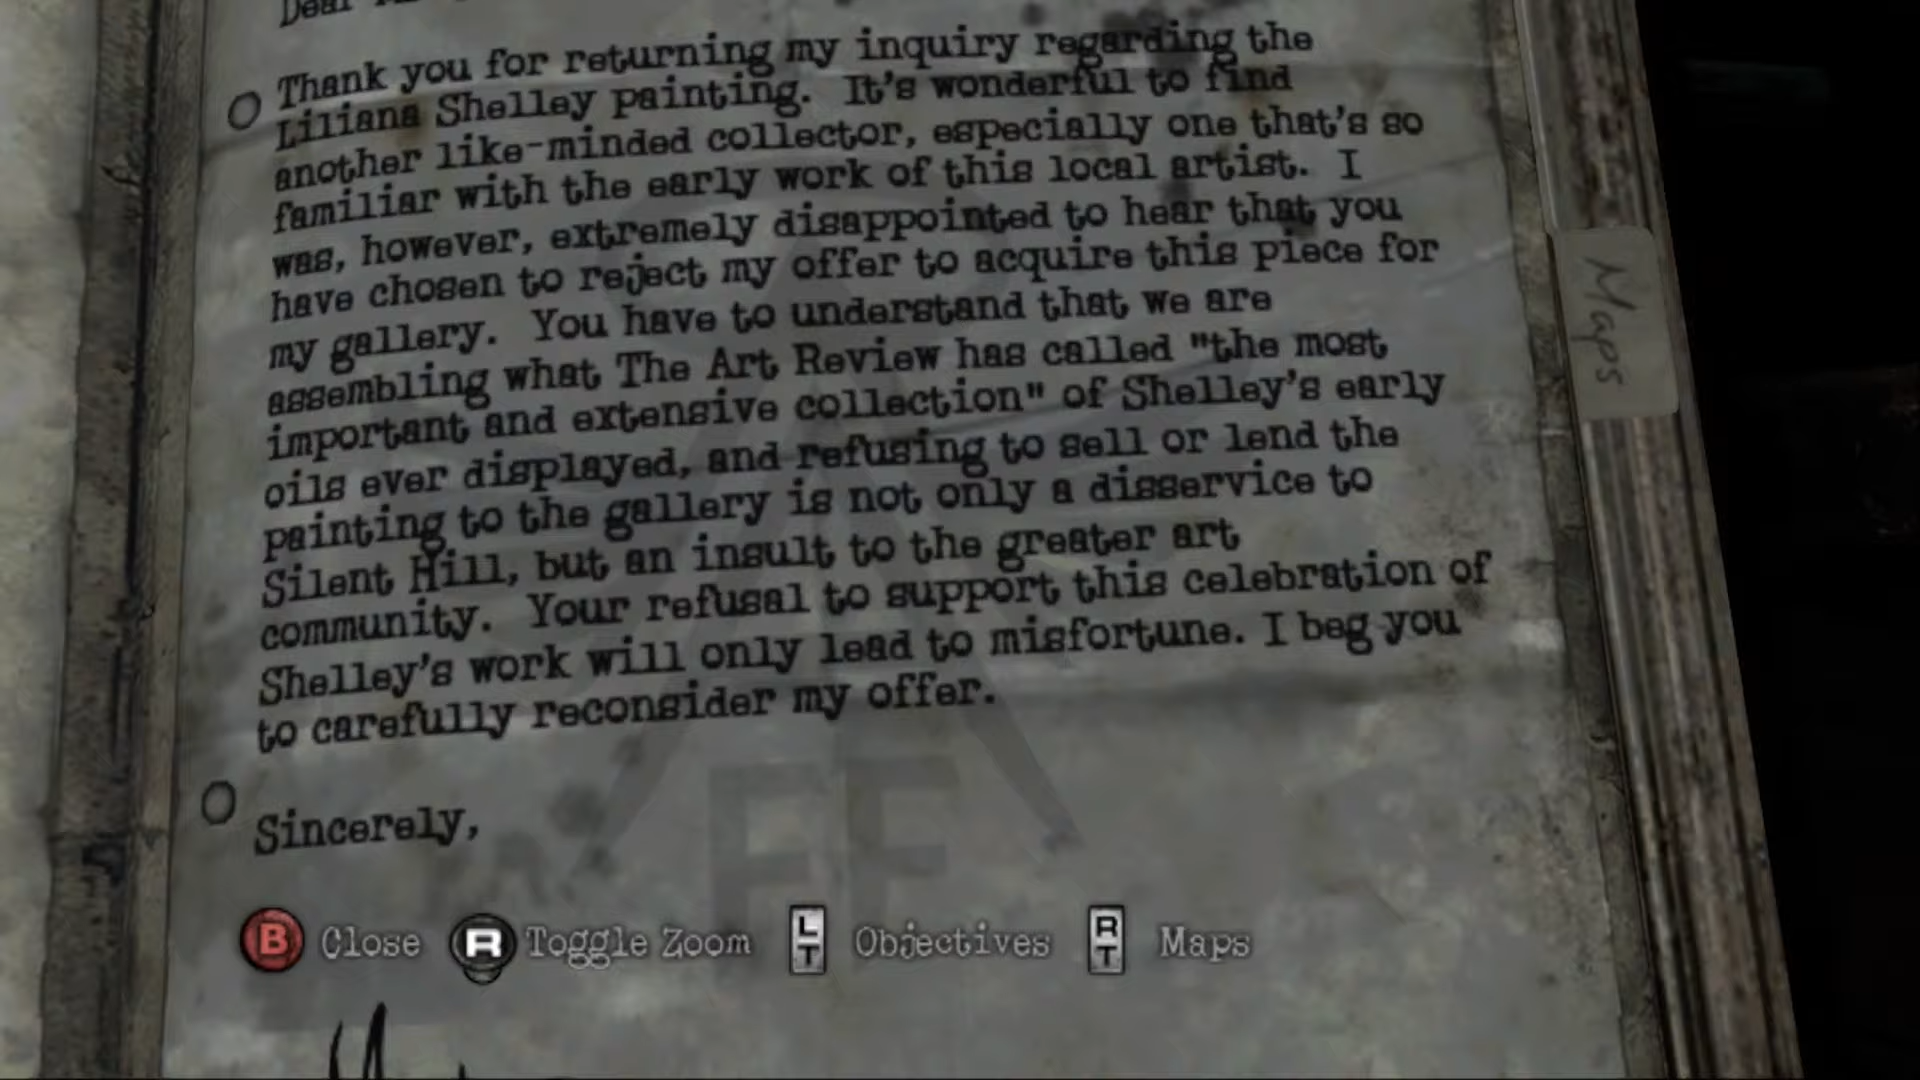 Dear
Thank you for returning my inquiry regarding the
Liliana Shelley painting. It's wonderful to find
another like-minded collector, especially one that's so
familiar with the early work of this local artist. I
was, however, extremely disappointed to hear that you
have chosen to reject my offer to acquire this piece for
my gallery. You have to understand that we are
assembling what The Art Review has called "the most
important and extensive collection" of Shelley's early
oils ever displayed, and refusing to sell or lend the
painting to the gallery is not only a disservice to
Silent Hill, but an insult to the greater art
community. Your refusal to support this celebration of
Shelley's work will only lead to misfortune. I beg you
to carefully reconsider my offer.
Sincerely,
Maps
B Close R Toggle Zoom LT Objectives RT Maps